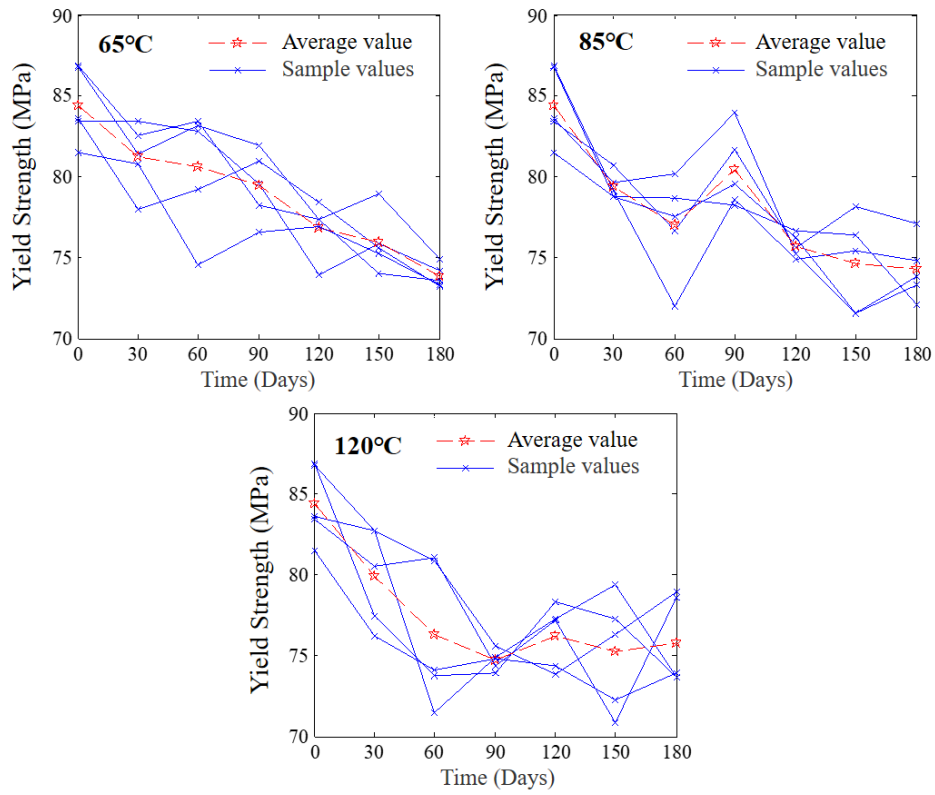 65°C
Average value
Sample values
Yield Strength (MPa)
90
85
80
75
70
0 30 60 90 120 150 180
Time (Days)
85°C
Average value
Sample values
Yield Strength (MPa)
90
85
80
75
70
0 30 60 90 120 150 180
Time (Days)
120°C
Average value
Sample values
Yield Strength (MPa)
90
85
80
75
70
0 30 60 90 120 150 180
Time (Days)